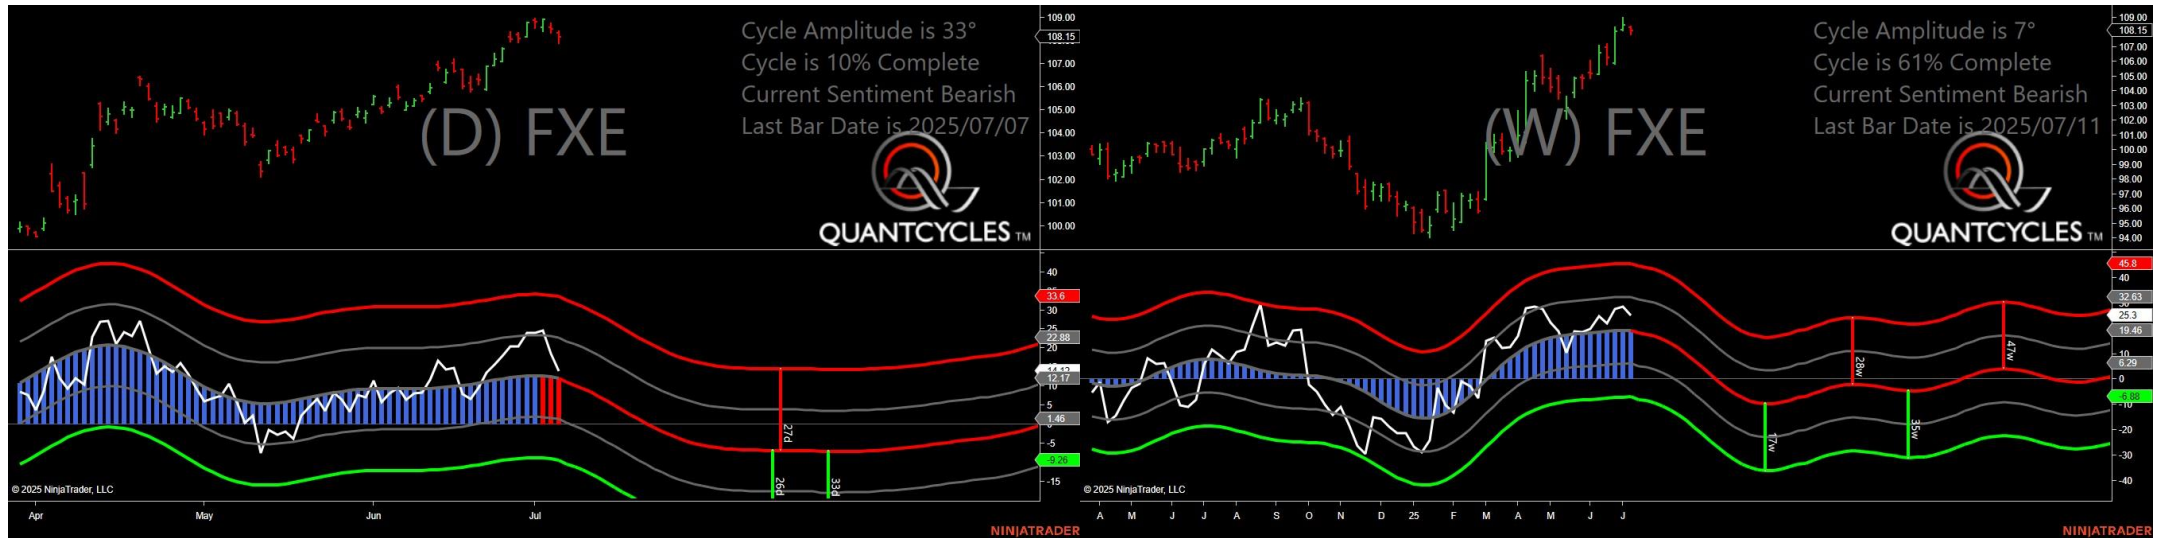 Cycle Amplitude is 33°
Cycle is 10% Complete
Current Sentiment Bearish
Last Bar Date is 2025/07/07
(D) FXE
QUANTCYCLES TM
109.00
108.15
107.00
106.00
105.00
104.00
103.00
102.00
101.00
100.00
40
33.6
30
25
22.88
20
12.17
10
5
1.46
-5
-9.26
-15
27d
26d
33d
© 2025 NinjaTrader, LLC
Apr
May
Jun
Jul
NINJATRADER
Cycle Amplitude is 7°
Cycle is 61% Complete
Current Sentiment Bearish
Last Bar Date is 2025/07/11
(W) FXE
QUANTCYCLES TM
109.00
108.15
107.00
106.00
105.00
104.00
103.00
102.00
101.00
100.00
99.00
98.00
97.00
96.00
95.00
94.00
45.8
40
32.63
25.3
19.46
10
6.29
0
-6.88
-10
-20
-30
-40
28w
47w
17w
35w
© 2025 NinjaTrader, LLC
A M J J A S O N D 25 F M A M J J
NINJATRADER